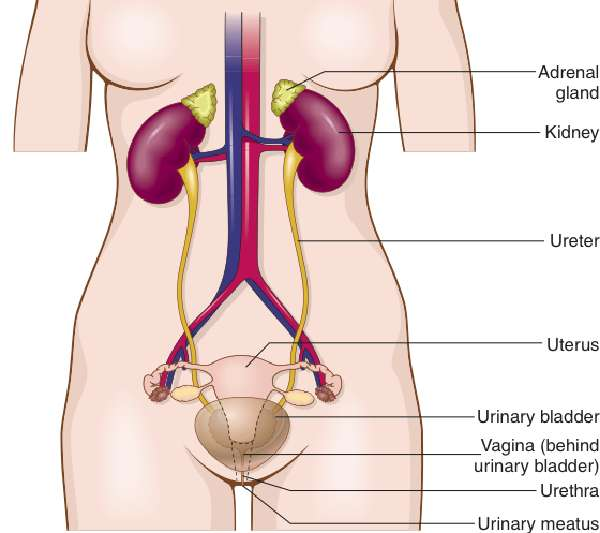 Adrenal
gland
Kidney
Ureter
Uterus
Urinary bladder
Vagina (behind
urinary bladder)
Urethra
Urinary meatus